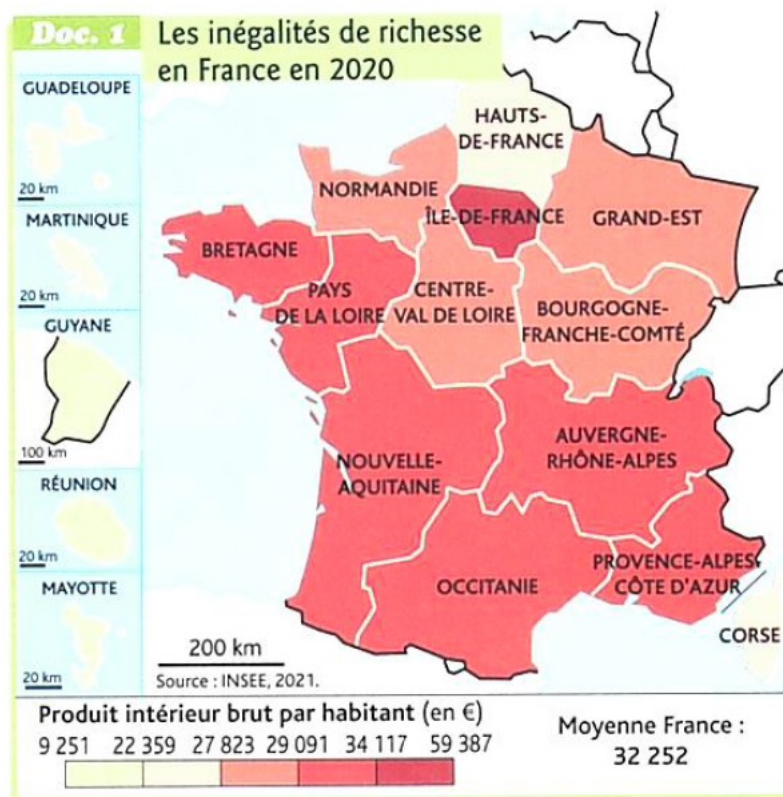 Doc. 1
Les inégalités de richesse
en France en 2020
GUADELOUPE
20 km
MARTINIQUE
20 km
GUYANE
100 km
RÉUNION
20 km
MAYOTTE
20 km
HAUTS-
DE-FRANCE
NORMANDIE
ÎLE-DE-FRANCE
GRAND-EST
BRETAGNE
PAYS
DE LA LOIRE
CENTRE-
VAL DE LOIRE
BOURGOGNE-
FRANCHE-COMTÉ
AUVERGNE-
RHÔNE-ALPES
NOUVELLE-
AQUITAINE
OCCITANIE
PROVENCE-ALPES
CÔTE D'AZUR
CORSE
200 km
Source : INSEE, 2021.
Produit intérieur brut par habitant (en €)
9 251 22 359 27 823 29 091 34 117 59 387
Moyenne France :
32 252